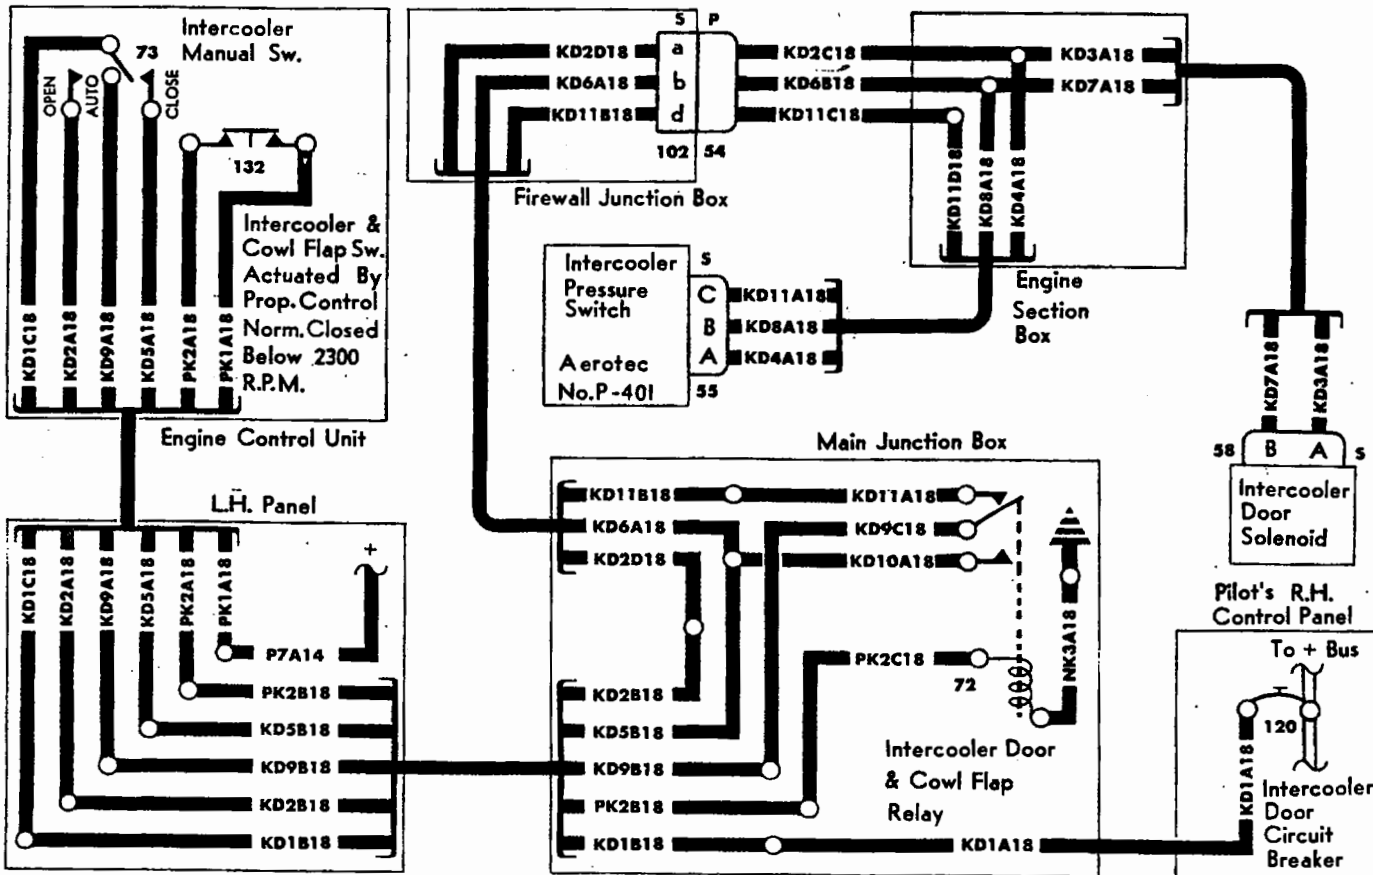 Intercooler
Manual Sw.
73
OPEN
AUTO
CLOSE
132
Intercooler &
Cowl Flap Sw.
Actuated By
Prop. Control
Norm. Closed
Below 2300
R.P.M.
KD1C18
KD2A18
KD9A18
KD5A18
PK2A18
PK1A18
Engine Control Unit
S P
KD2D18
a
KD2C18
KD3A18
KD6A18
b
KD6B18
KD7A18
KD11B18
d
KD11C18
102
54
Firewall Junction Box
KD11D18
KD8A18
KD4A18
Engine
Section
Box
Intercooler
Pressure
Switch
Aerotec
No.P-401
S
C
KD11A18
B
KD8A18
A
KD4A18
55
KD7A18
KD3A18
58
B
A
S
Intercooler
Door
Solenoid
L.H. Panel
KD1C18
KD2A18
KD9A18
KD5A18
PK2A18
PK1A18
+
P7A14
PK2B18
KD5B18
KD9B18
KD2B18
KD1B18
Main Junction Box
KD11B18
KD11A18
KD6A18
KD9C18
KD2D18
KD10A18
NK3A18
PK2C18
72
KD2B18
KD5B18
KD9B18
PK2B18
KD1B18
KD1A18
Intercooler Door
& Cowl Flap
Relay
Pilot's R.H.
Control Panel
To + Bus
120
KD1A18
Intercooler
Door
Circuit
Breaker